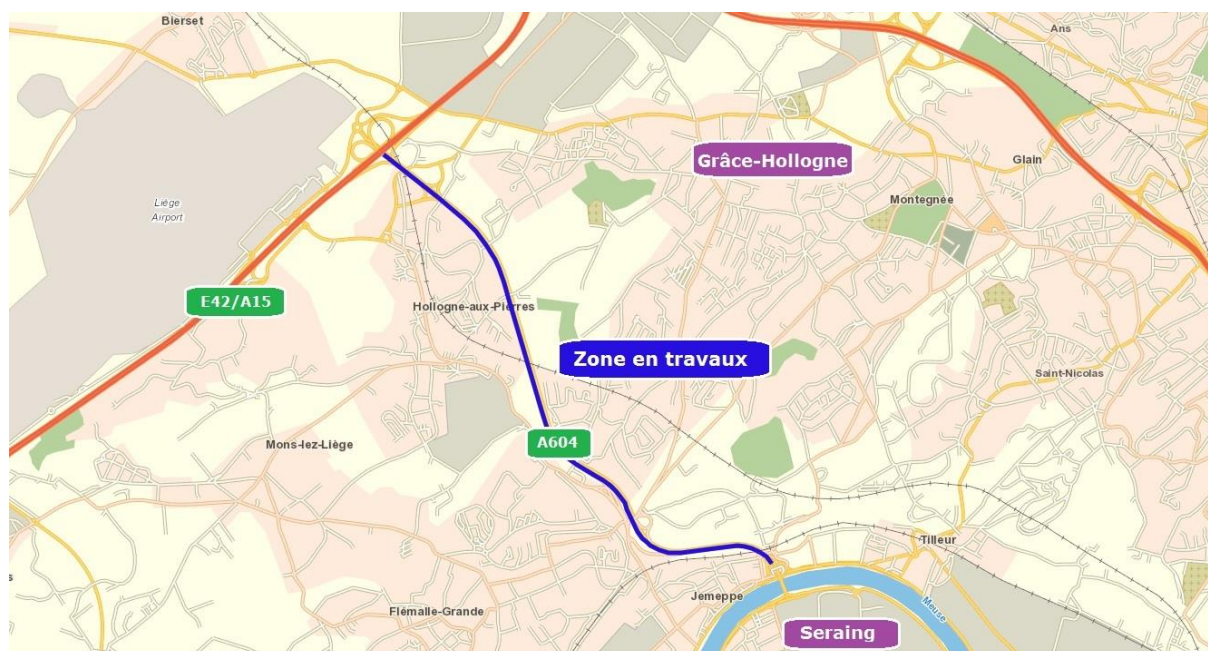 Bierset
Ans
Grâce-Hollogne
Glain
Liège
Airport
Montegnée
E42/A15
Hollogne-aux-Pierres
Zone en travaux
Saint-Nicolas
Mons-lez-Liège
A604
Tilleur
Jemeppe
Meuse
Flémalle-Grande
Seraing